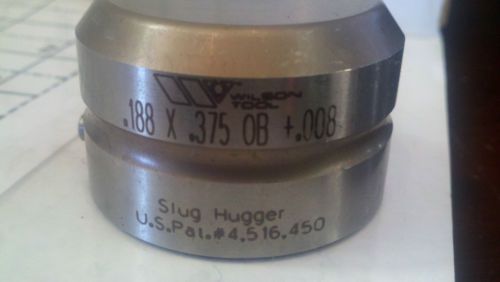 WILSON
TOOL
.188 X .375 OB +.008
Slug Hugger
U.S.Pat.#4,516,450